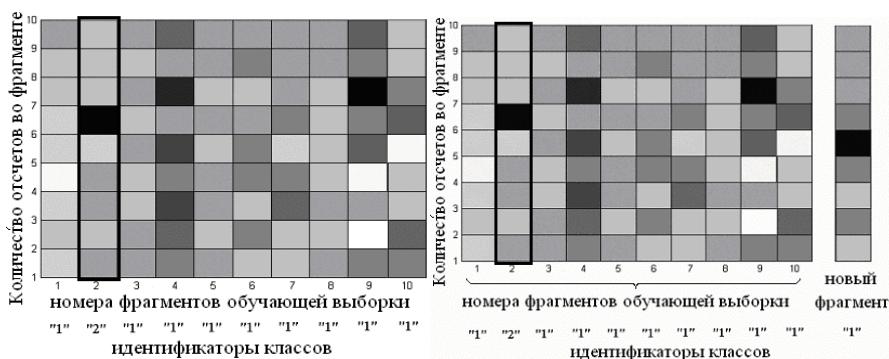 Количество отсчетов во фрагменте
10
9
8
7
6
5
4
3
2
1
1 2 3 4 5 6 7 8 9 10
номера фрагментов обучающей выборки
"1" "2" "1" "1" "1" "1" "1" "1" "1" "1"
идентификаторы классов
Количество отсчетов во фрагменте
10
9
8
7
6
5
4
3
2
1
1 2 3 4 5 6 7 8 9 10
номера фрагментов обучающей выборки
"1" "2" "1" "1" "1" "1" "1" "1" "1" "1"
идентификаторы классов
новый
фрагмент
"1"